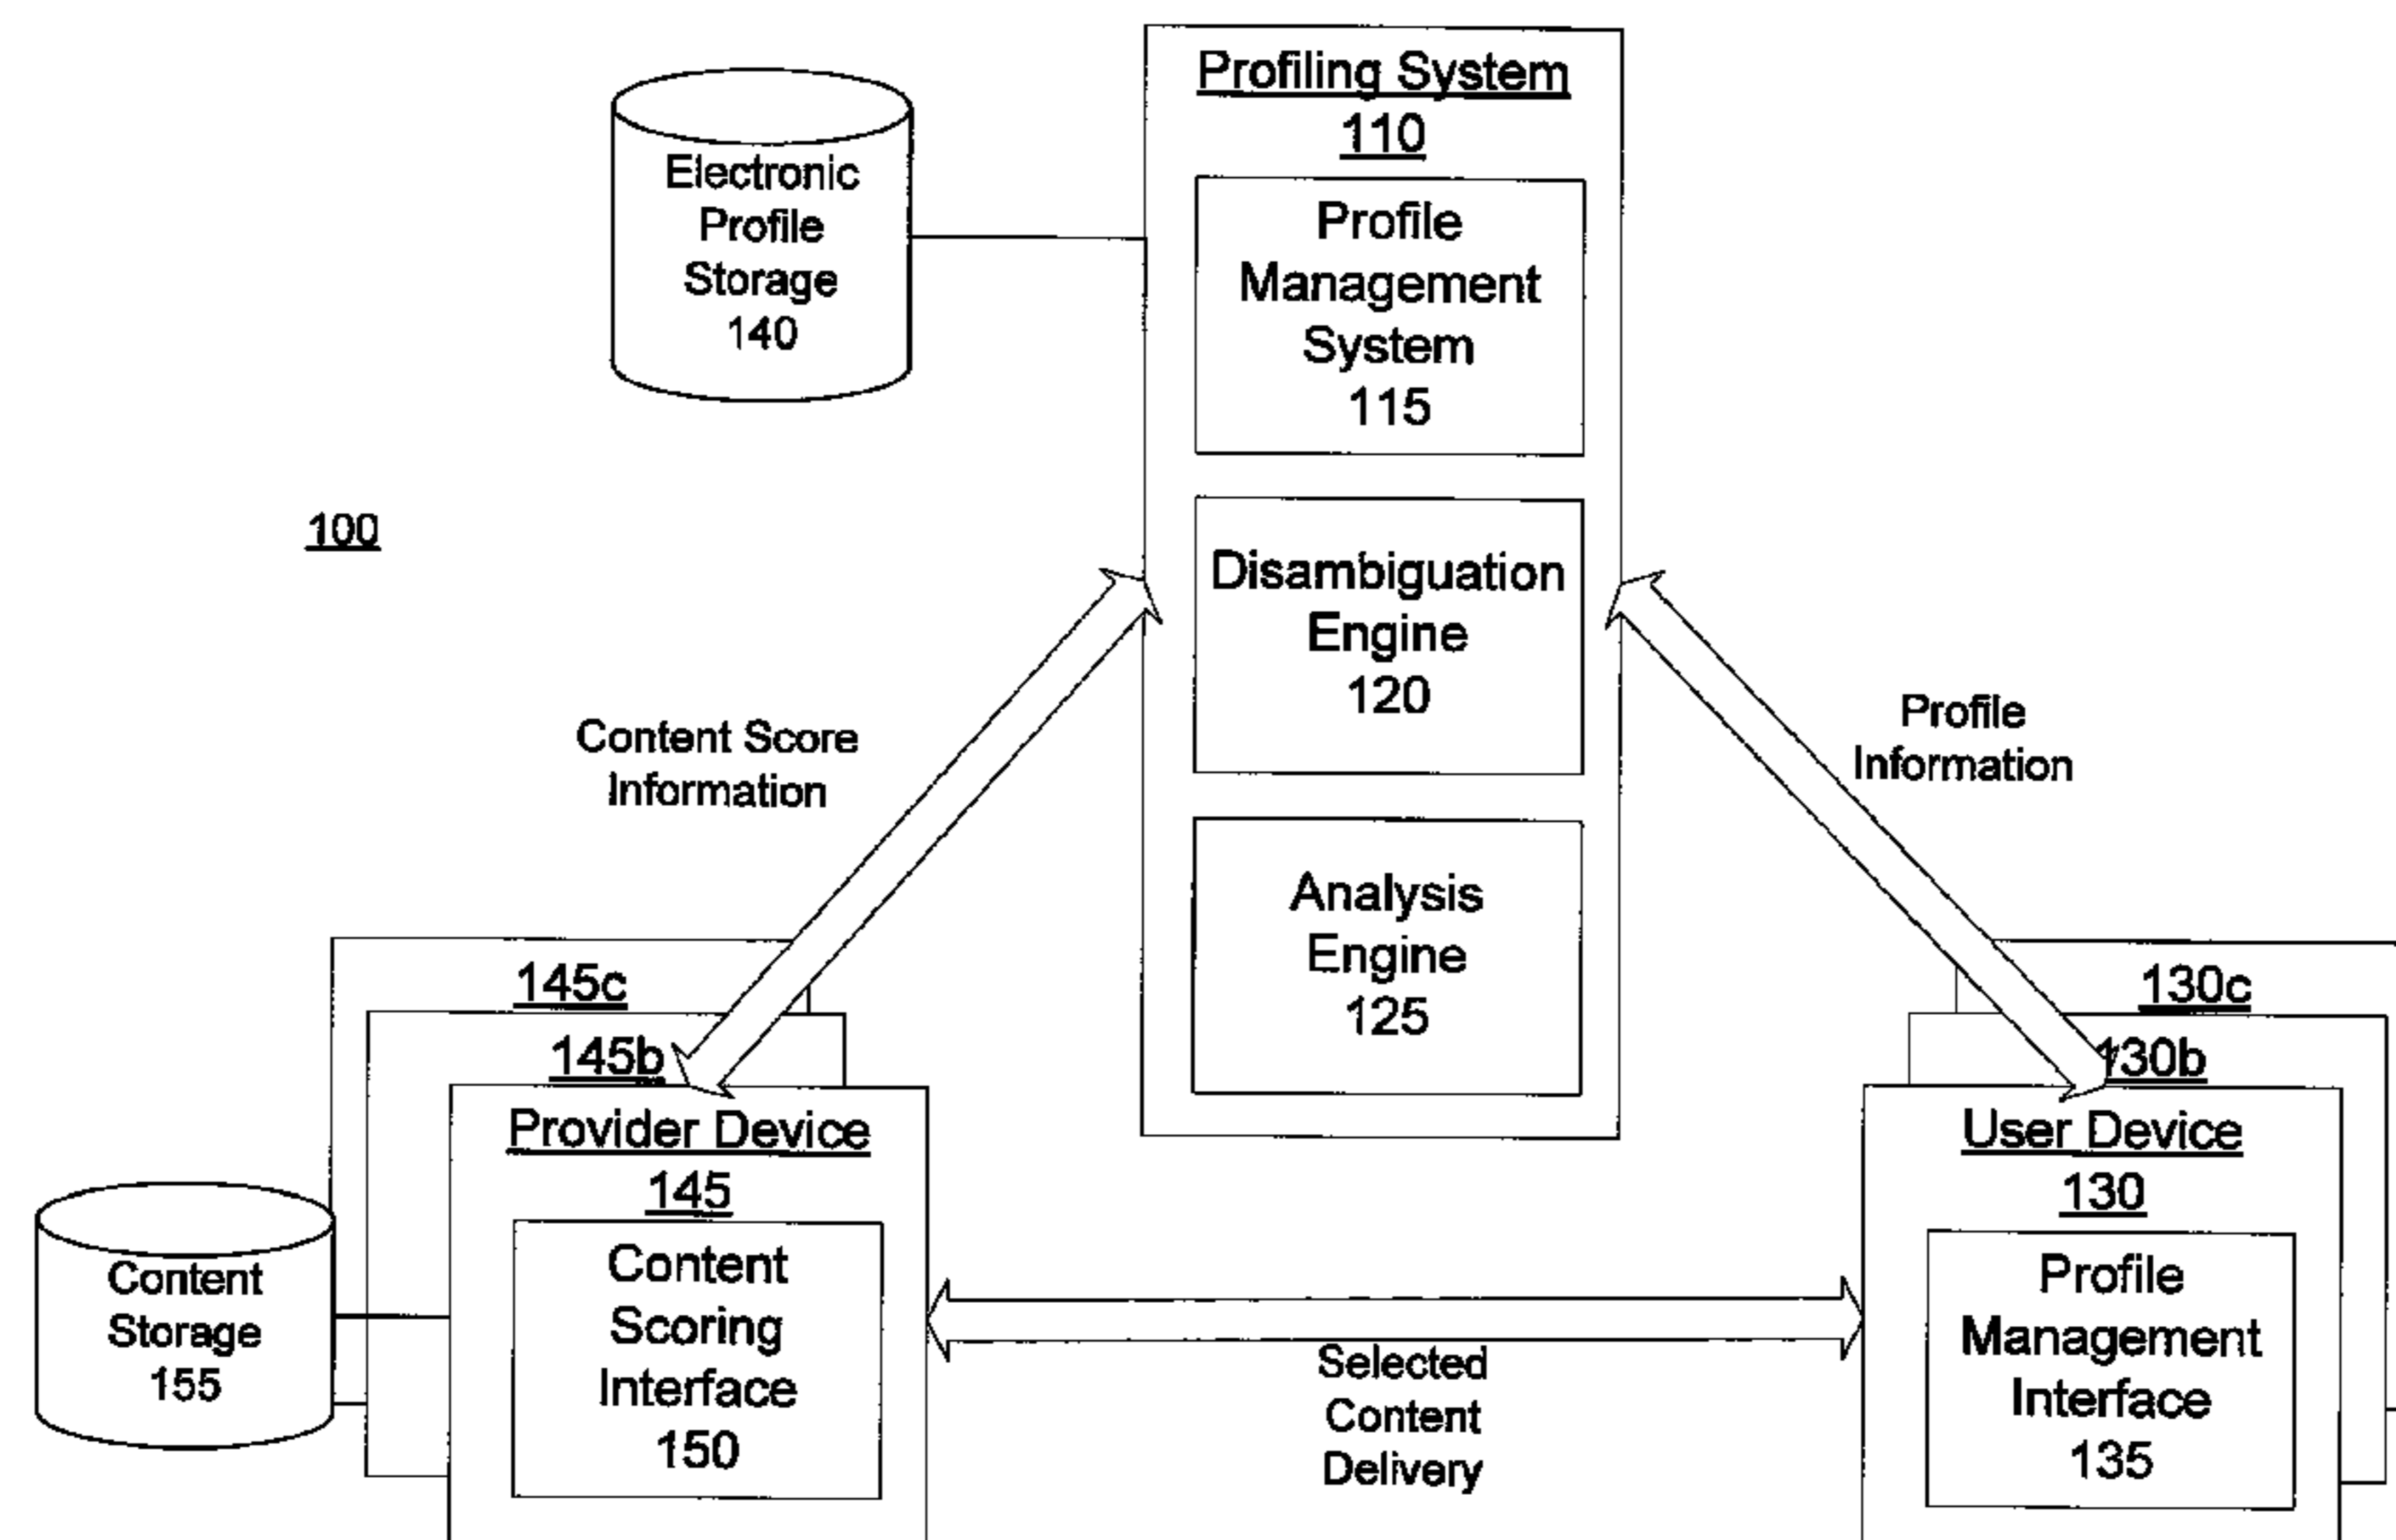 Profiling System
110
Profile
Management
System
115
Disambiguation
Engine
120
Analysis
Engine
125
Electronic
Profile
Storage
140
100
Content Score
Information
Profile
Information
145c
145b
Provider Device
145
Content
Scoring
Interface
150
Content
Storage
155
Selected
Content
Delivery
130c
130b
User Device
130
Profile
Management
Interface
135